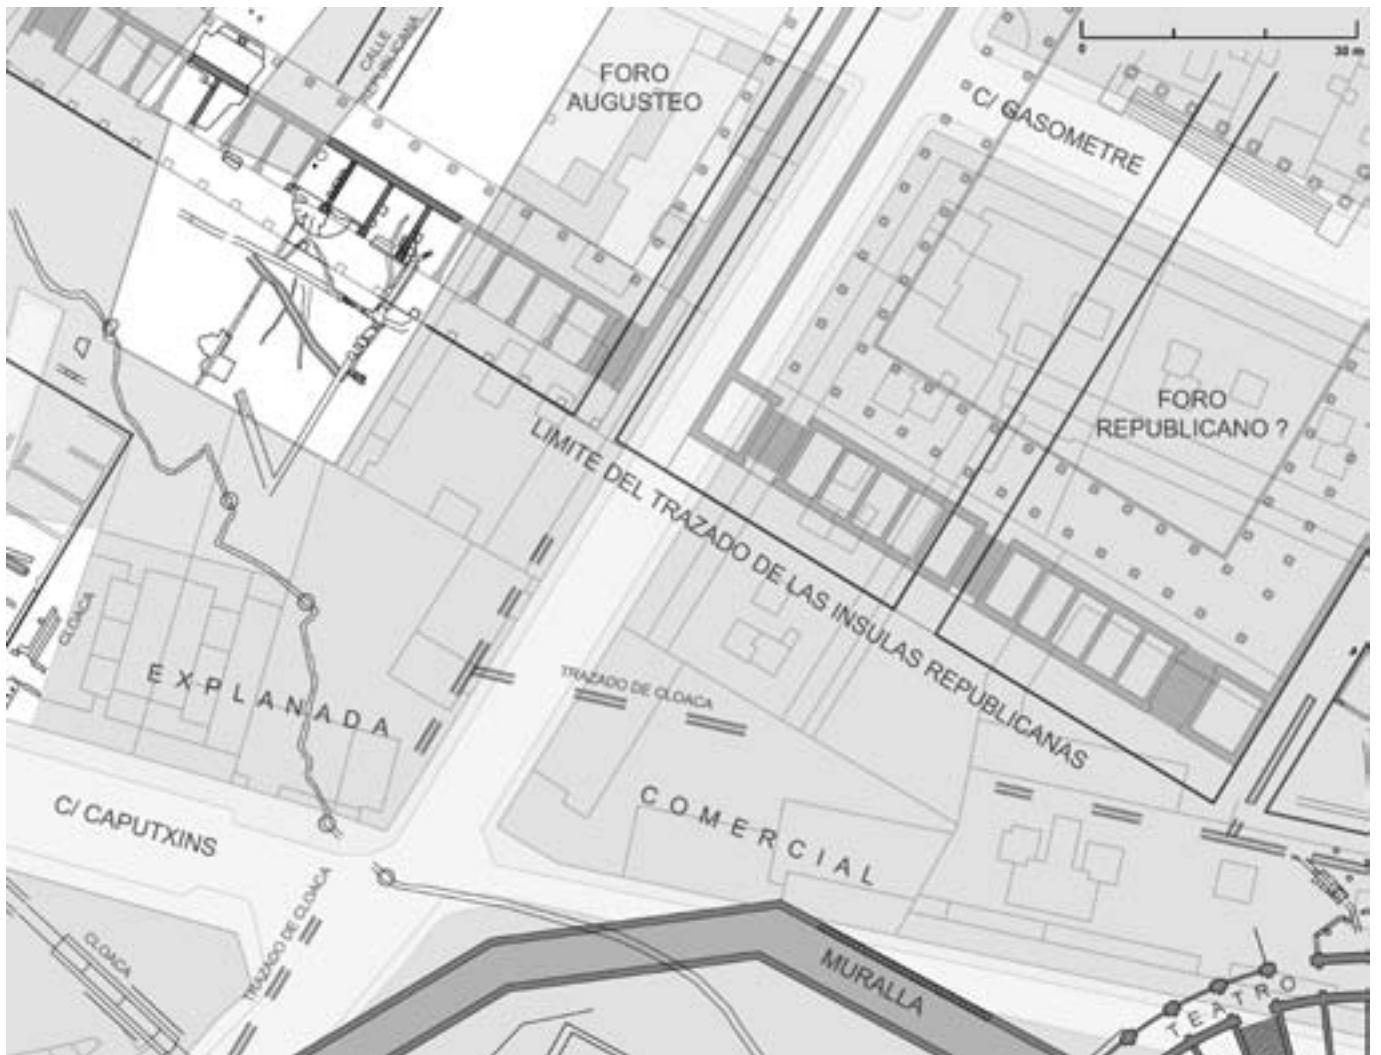 0 30 m
CALLE
REPUBLICANA
FORO
AUGUSTEO
C/ GASOMETRE
FORO
REPUBLICANO ?
LIMITE DEL TRAZADO DE LAS INSULAS REPUBLICANAS
CLOACA
EXPLANADA
TRAZADO DE CLOACA
COMERCIAL
C/ CAPUTXINS
TRAZADO DE CLOACA
CLOACA
MURALLA
TEATRO